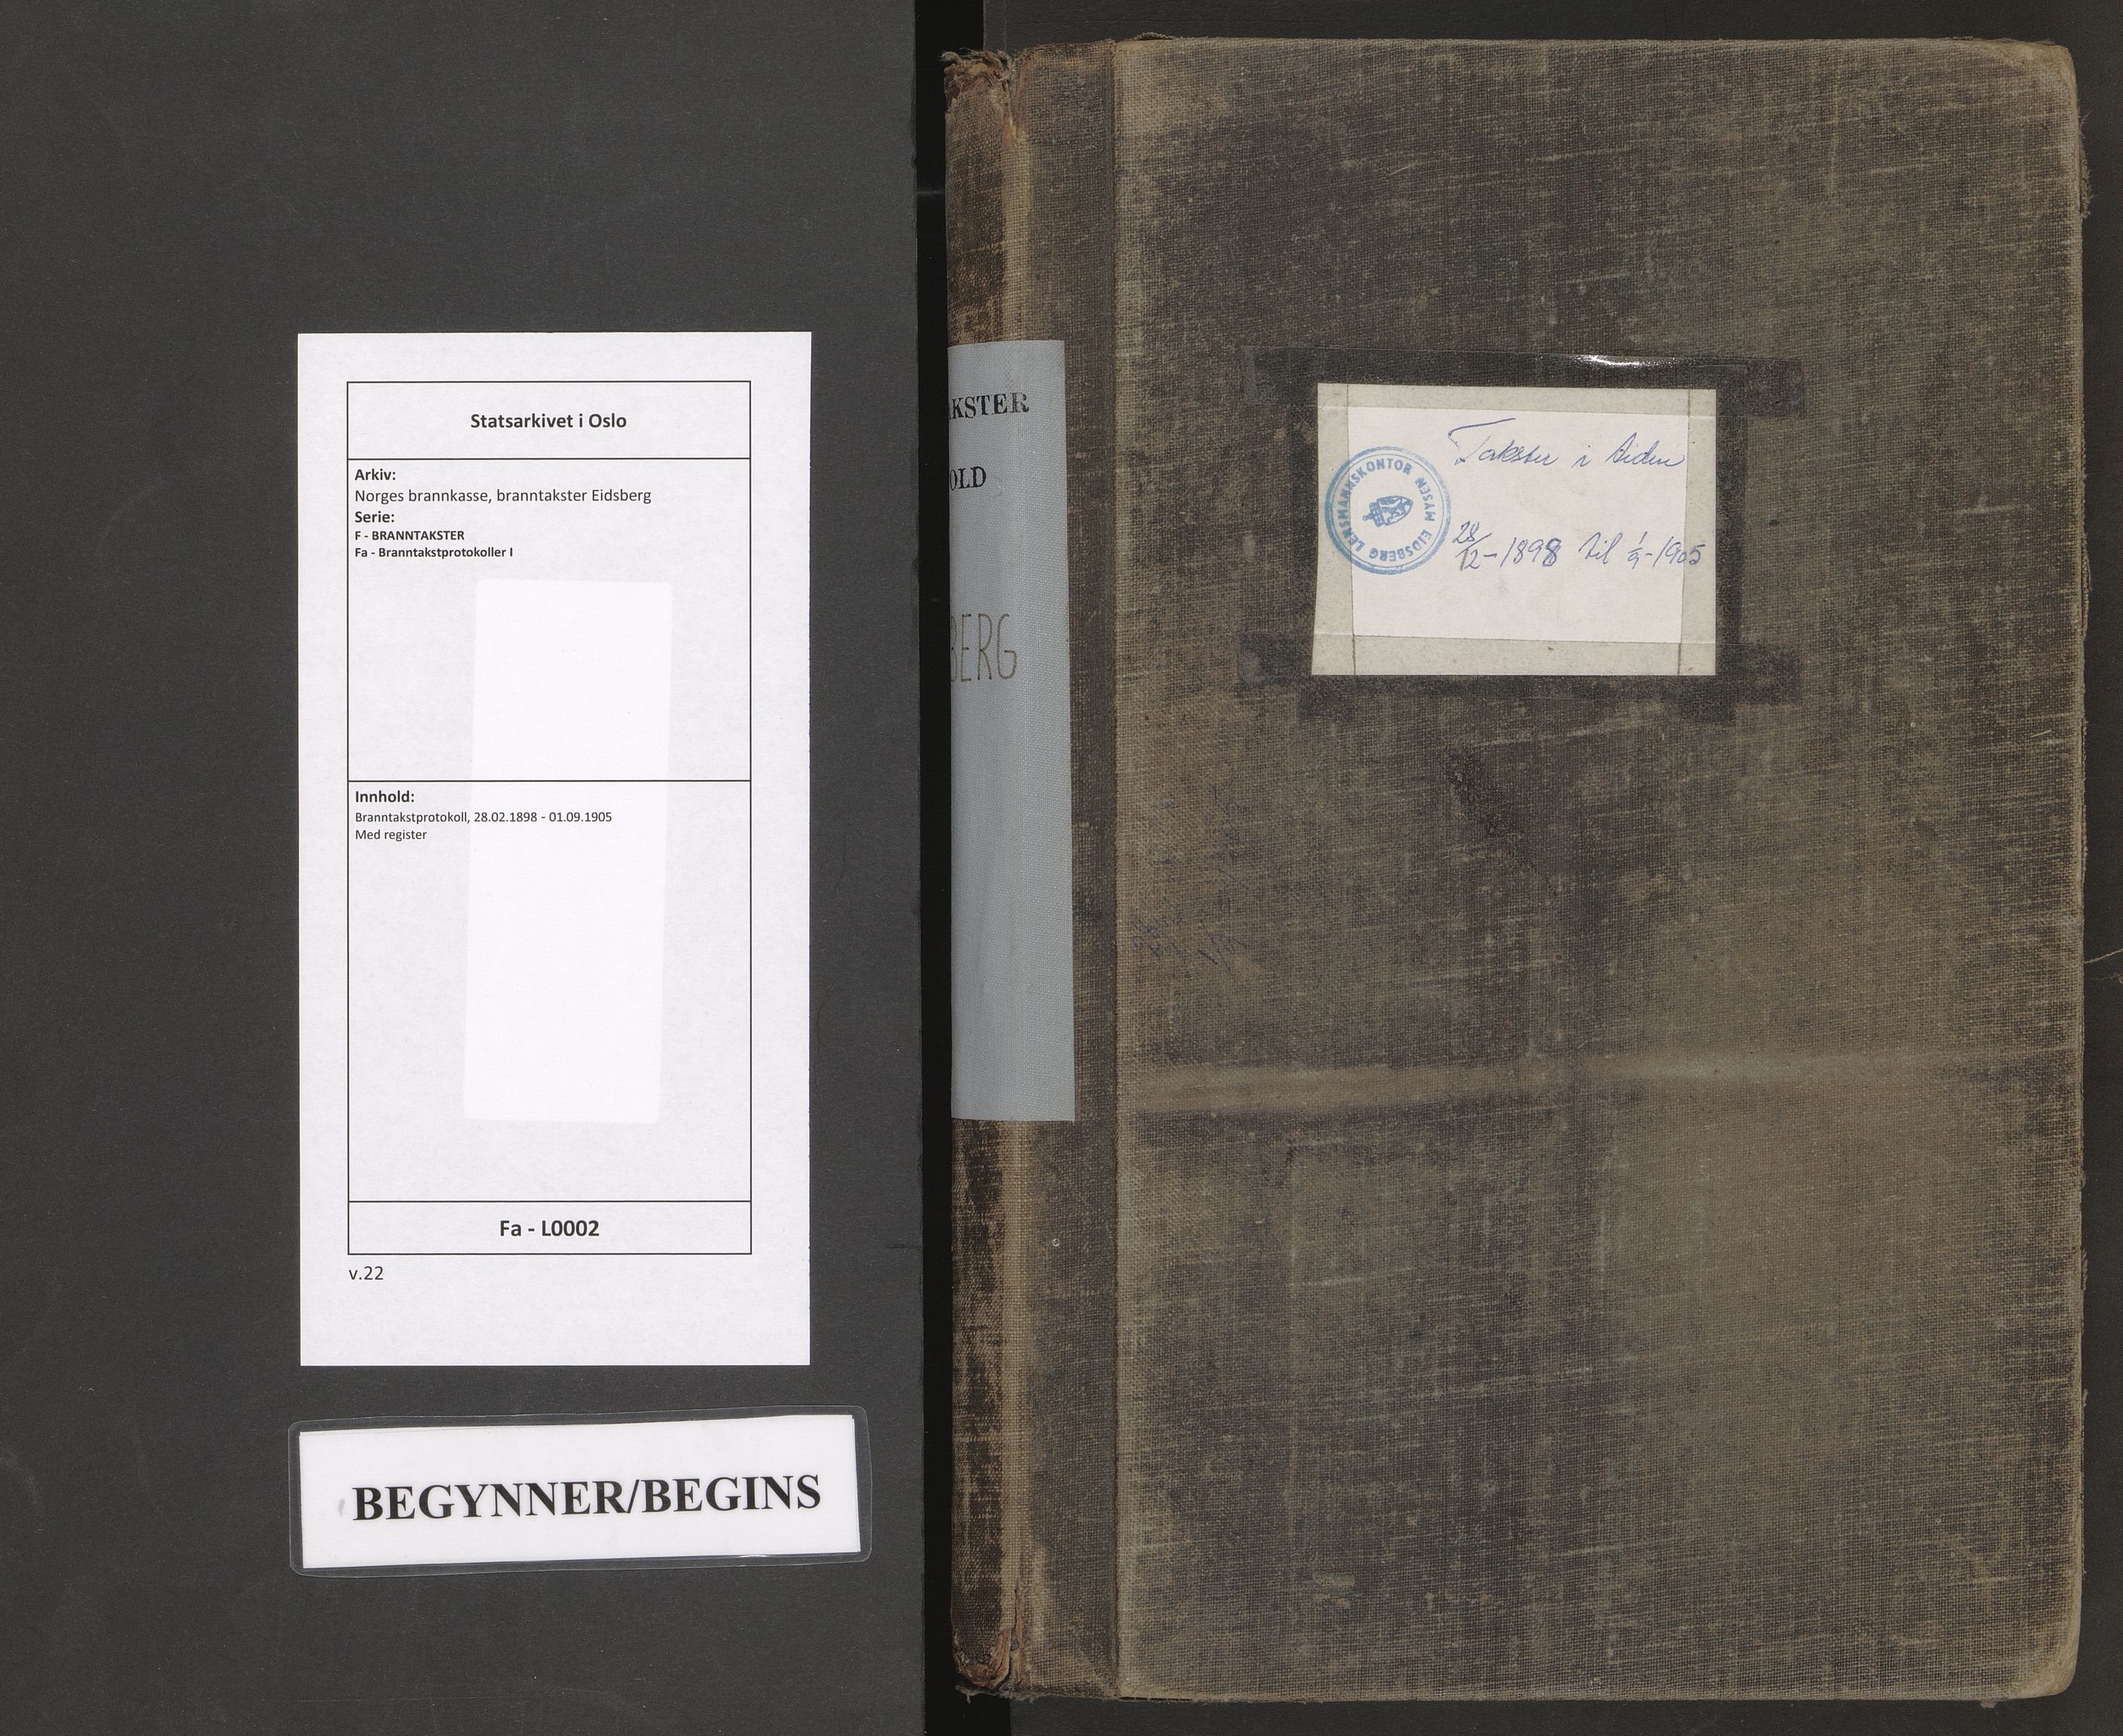 Statsarkivet i Oslo
Arkiv:
Norges brannkasse, branntakster Eidsberg
Serie:
F - BRANNTAKSTER
Fa - Branntakstprotokoller I
Innhold:
Branntakstprotokoll, 28.02.1898 - 01.09.1905
Med register
Fa - L0002
v.22
BEGYNNER/BEGINS
AKSTER
OLD
BERG
Takster i tiden
28/12-1898 til 1/9-1905
EIDSBERG LENSMANNSKONTOR MYSEN